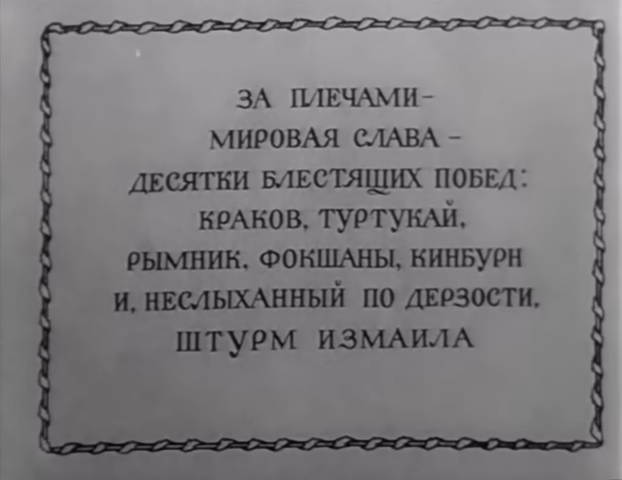 ЗА ПЛЕЧАМИ-
МИРОВАЯ СЛАВА -
ДЕСЯТКИ БЛЕСТЯЩИХ ПОБЕД:
КРАКОВ, ТУРТУКАЙ,
РЫМНИК, ФОКШАНЫ, КИНБУРН
И, НЕСЛЫХАННЫЙ ПО ДЕРЗОСТИ,
ШТУРМ ИЗМАИЛА